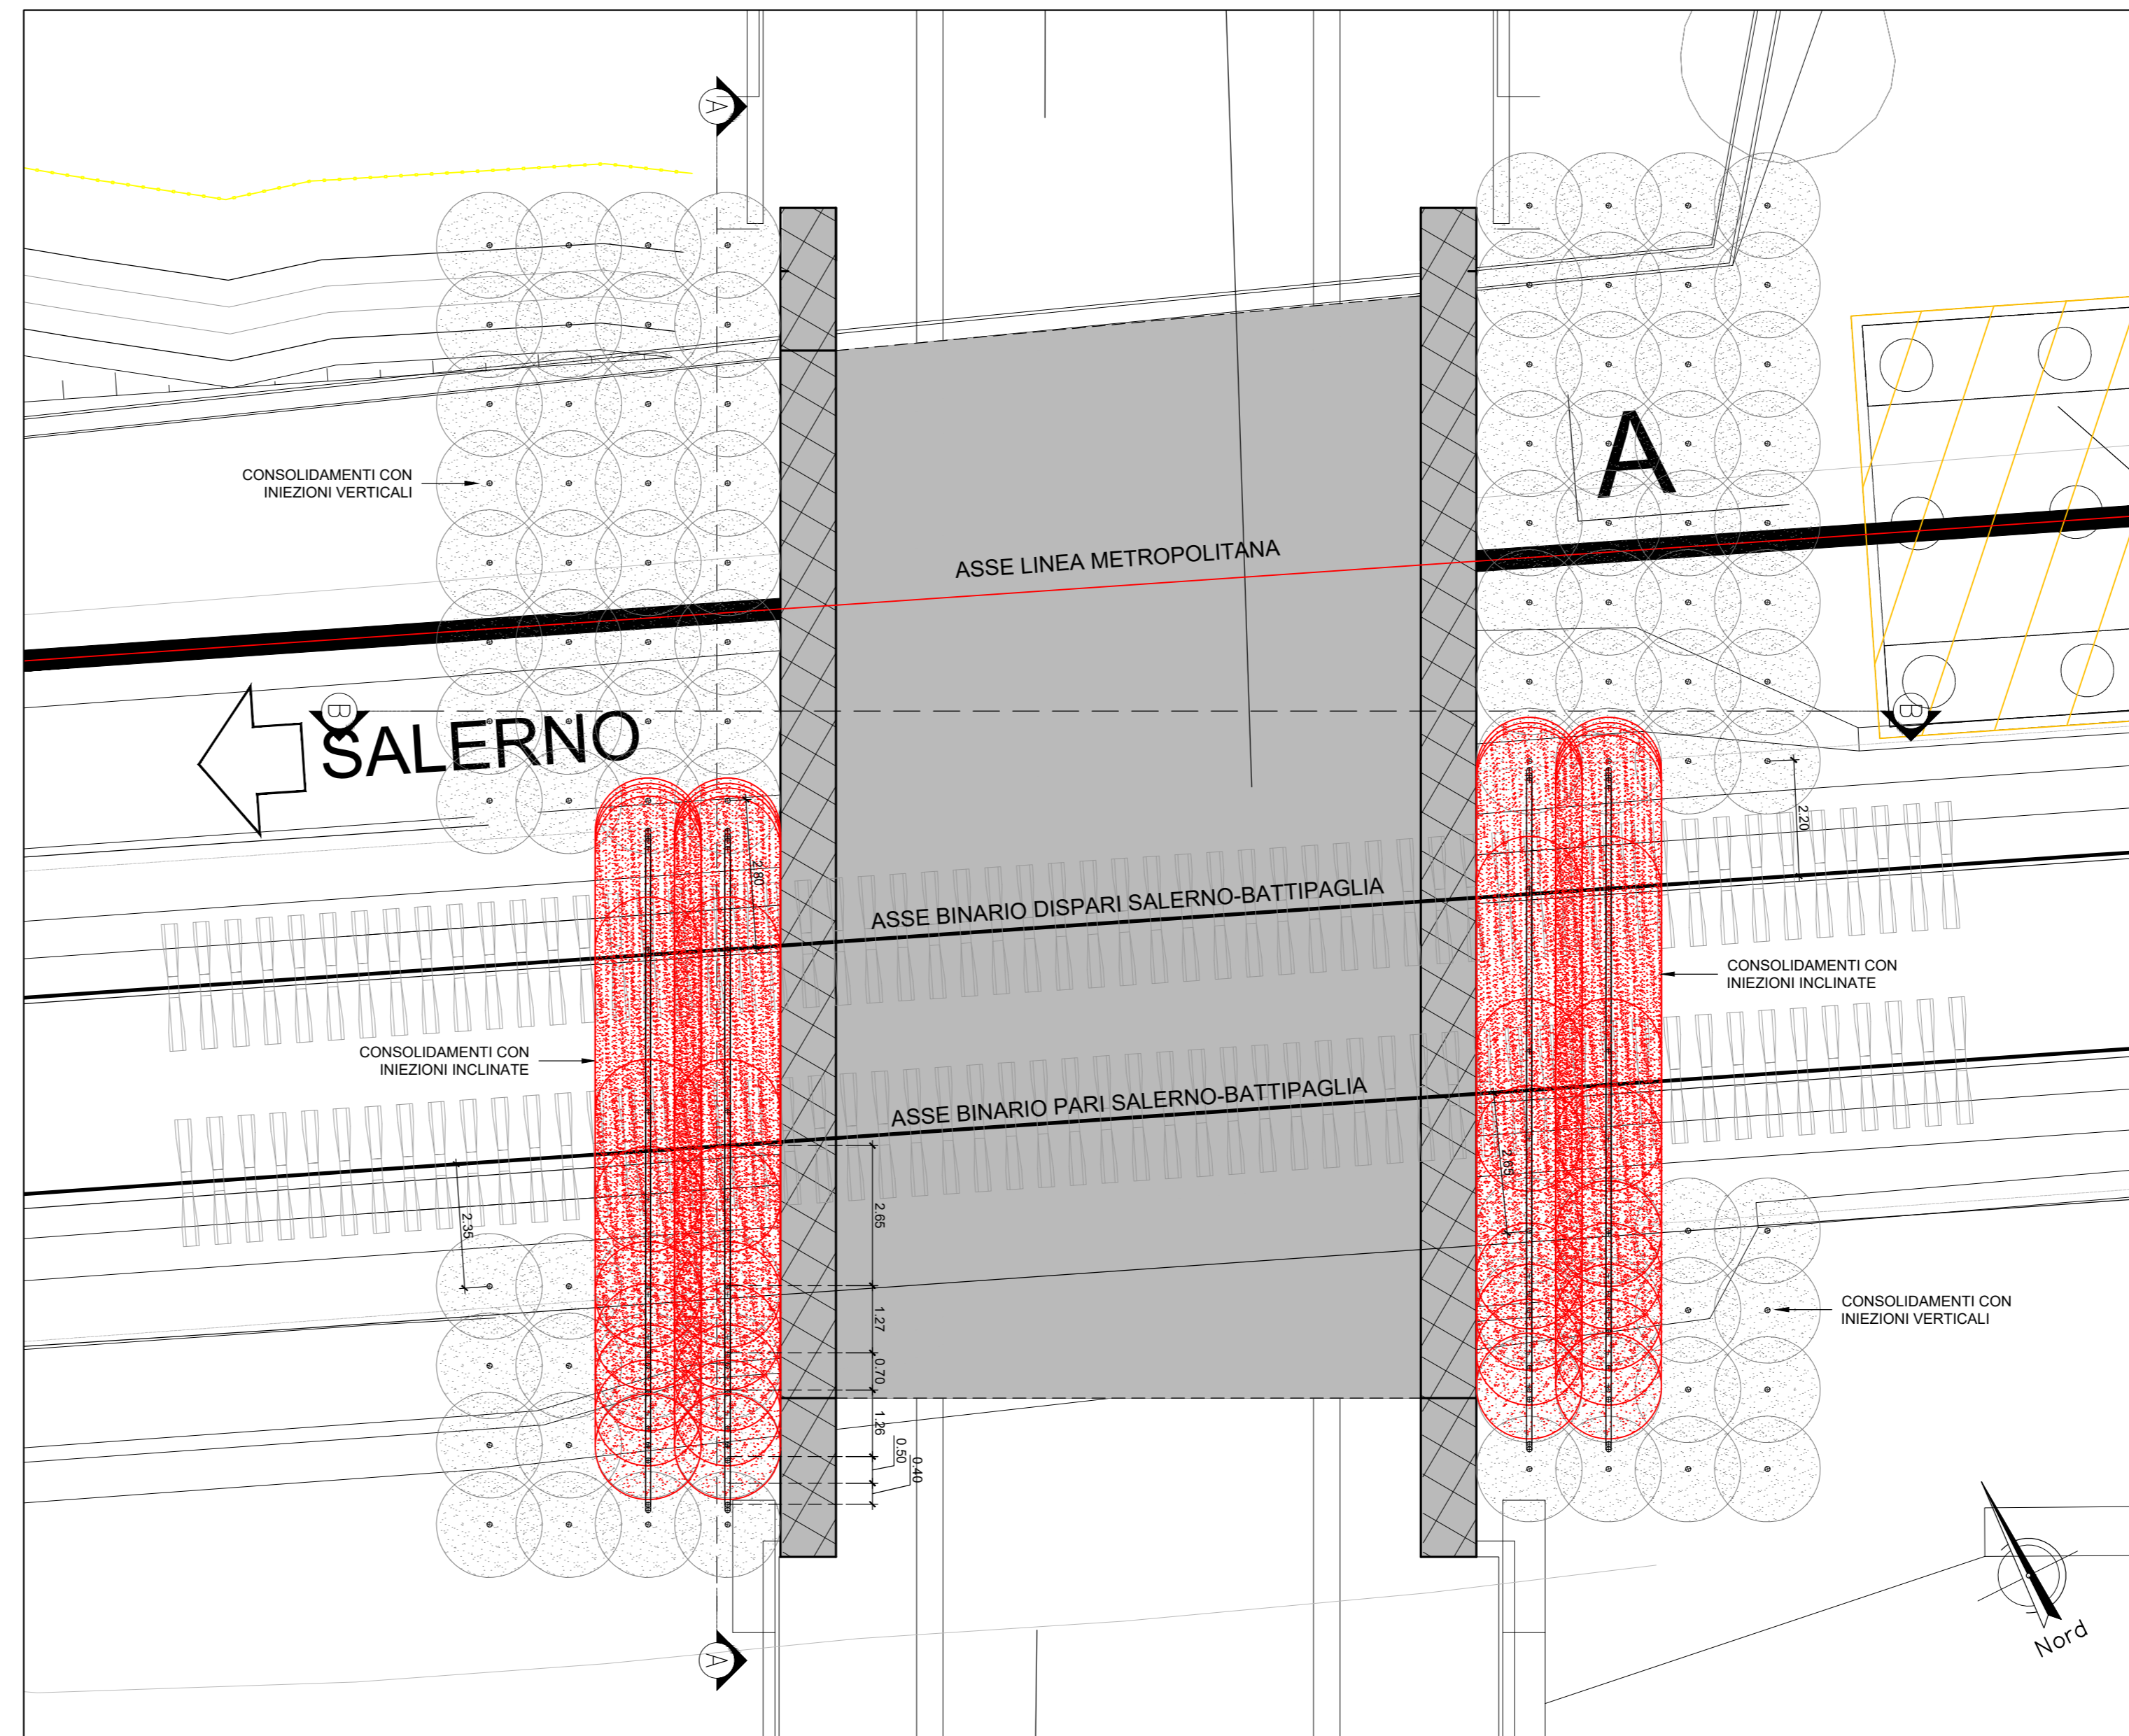 A
CONSOLIDAMENTI CON
INIEZIONI VERTICALI
A
ASSE LINEA METROPOLITANA
B
SALERNO
B
2.20
2.80
ASSE BINARIO DISPARI SALERNO-BATTIPAGLIA
CONSOLIDAMENTI CON
INIEZIONI INCLINATE
CONSOLIDAMENTI CON
INIEZIONI INCLINATE
ASSE BINARIO PARI SALERNO-BATTIPAGLIA
2.65
2.35
2.65
1.27
CONSOLIDAMENTI CON
INIEZIONI VERTICALI
0.70
1.26
0.50
0.40
A
Nord